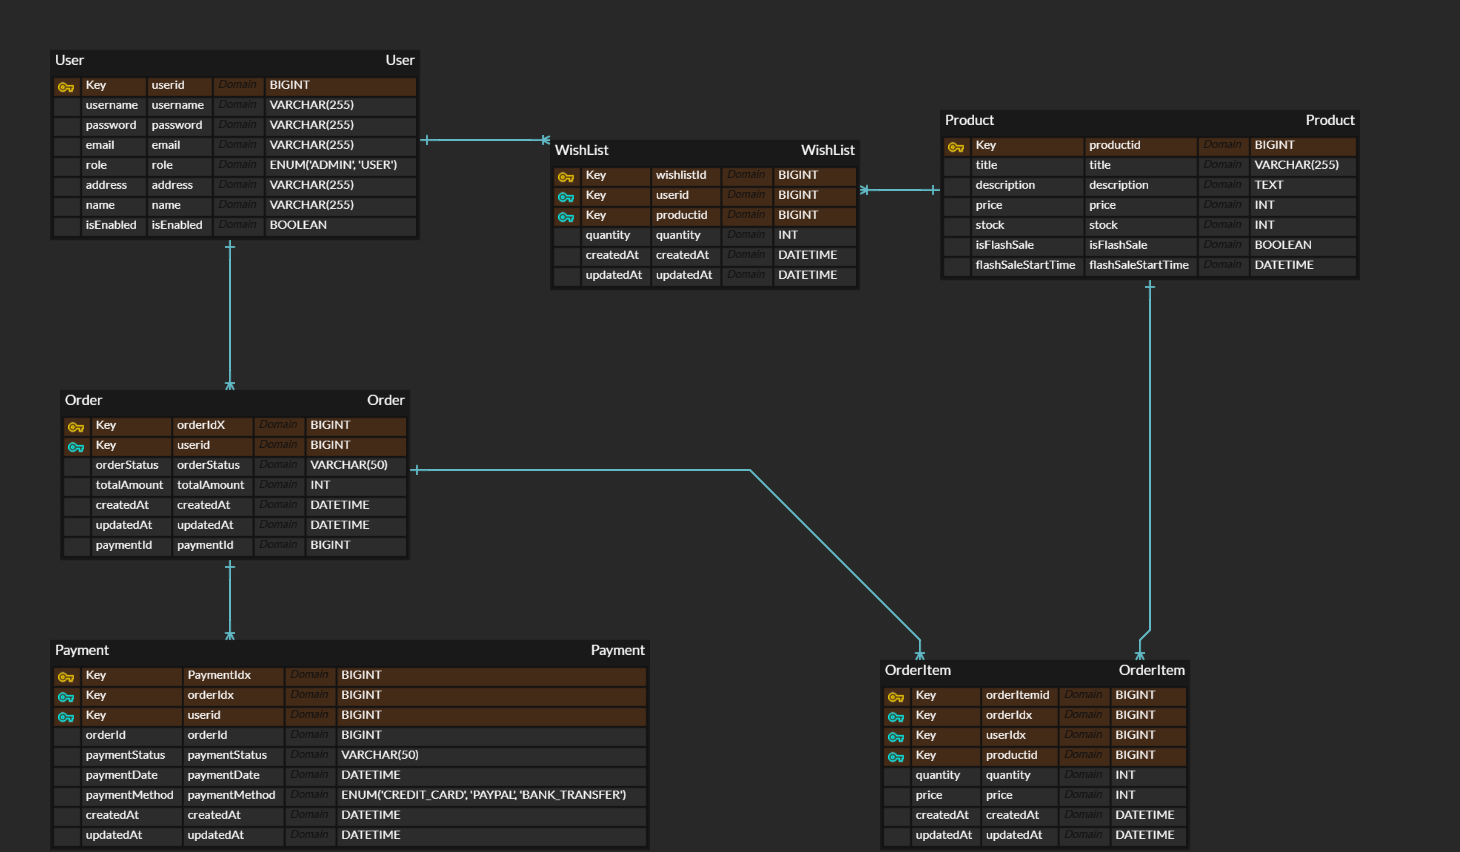 User User
Key userid Domain BIGINT
username username Domain VARCHAR(255)
password password Domain VARCHAR(255)
email email Domain VARCHAR(255)
role role Domain ENUM('ADMIN', 'USER')
address address Domain VARCHAR(255)
name name Domain VARCHAR(255)
isEnabled isEnabled Domain BOOLEAN
WishList WishList
Key wishlistId Domain BIGINT
Key userid Domain BIGINT
Key productid Domain BIGINT
quantity quantity Domain INT
createdAt createdAt Domain DATETIME
updatedAt updatedAt Domain DATETIME
Product Product
Key productid Domain BIGINT
title title Domain VARCHAR(255)
description description Domain TEXT
price price Domain INT
stock stock Domain INT
isFlashSale isFlashSale Domain BOOLEAN
flashSaleStartTime flashSaleStartTime Domain DATETIME
Order Order
Key orderIdX Domain BIGINT
Key userid Domain BIGINT
orderStatus orderStatus Domain VARCHAR(50)
totalAmount totalAmount Domain INT
createdAt createdAt Domain DATETIME
updatedAt updatedAt Domain DATETIME
paymentId paymentId Domain BIGINT
Payment Payment
Key PaymentIdx Domain BIGINT
Key orderIdx Domain BIGINT
Key userid Domain BIGINT
orderId orderId Domain BIGINT
paymentStatus paymentStatus Domain VARCHAR(50)
paymentDate paymentDate Domain DATETIME
paymentMethod paymentMethod Domain ENUM('CREDIT_CARD', 'PAYPAL', 'BANK_TRANSFER')
createdAt createdAt Domain DATETIME
updatedAt updatedAt Domain DATETIME
OrderItem OrderItem
Key orderItemid Domain BIGINT
Key orderIdx Domain BIGINT
Key userIdx Domain BIGINT
Key productid Domain BIGINT
quantity quantity Domain INT
price price Domain INT
createdAt createdAt Domain DATETIME
updatedAt updatedAt Domain DATETIME